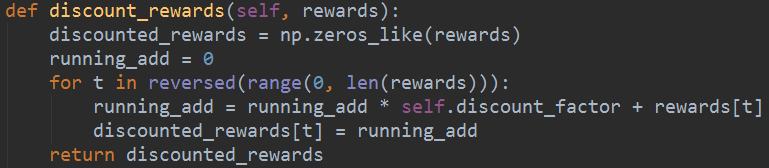 def discount_rewards(self, rewards):
    discounted_rewards = np.zeros_like(rewards)
    running_add = 0
    for t in reversed(range(0, len(rewards))):
        running_add = running_add * self.discount_factor + rewards[t]
        discounted_rewards[t] = running_add
    return discounted_rewards